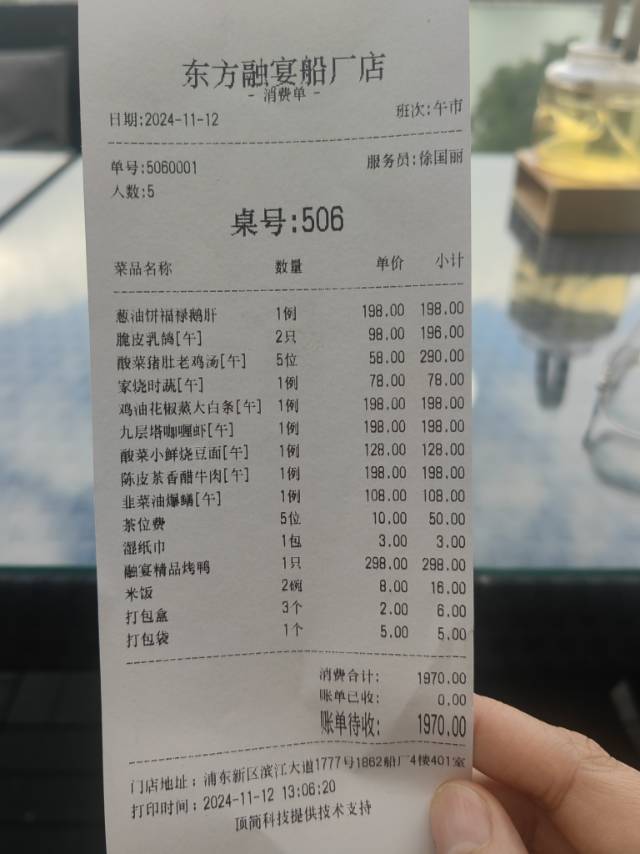 东方融宴船厂店
- 消费单 -
日期:2024-11-12 班次:午市
单号:5060001 服务员:徐国丽
人数:5
桌号:506
菜品名称 数量 单价 小计
葱油饼福禄鹅肝 1例 198.00 198.00
脆皮乳鸽[午] 2只 98.00 196.00
酸菜猪肚老鸡汤[午] 5位 58.00 290.00
家烧时蔬[午] 1例 78.00 78.00
鸡油花椒蒸大白条[午] 1例 198.00 198.00
九层塔咖喱虾[午] 1例 198.00 198.00
酸菜小鲜烧豆面[午] 1例 128.00 128.00
陈皮茶香醋牛肉[午] 1例 198.00 198.00
韭菜油爆鳝[午] 1例 108.00 108.00
茶位费 5位 10.00 50.00
湿纸巾 1包 3.00 3.00
融宴精品烤鸭 1只 298.00 298.00
米饭 2碗 8.00 16.00
打包盒 3个 2.00 6.00
打包袋 1个 5.00 5.00
消费合计: 1970.00
账单已收: 0.00
账单待收: 1970.00
门店地址：浦东新区滨江大道1777号1862船厂4楼401室
打印时间：2024-11-12 13:06:20
顶简科技提供技术支持